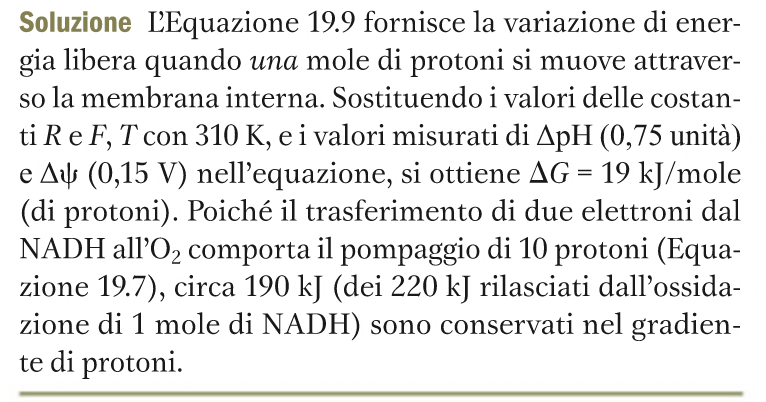 Soluzione L'Equazione 19.9 fornisce la variazione di ener-
gia libera quando una mole di protoni si muove attraver-
so la membrana interna. Sostituendo i valori delle costan-
ti R e F, T con 310 K, e i valori misurati di ΔpH (0,75 unità)
e Δψ (0,15 V) nell'equazione, si ottiene ΔG = 19 kJ/mole
(di protoni). Poiché il trasferimento di due elettroni dal
NADH all'O₂ comporta il pompaggio di 10 protoni (Equa-
zione 19.7), circa 190 kJ (dei 220 kJ rilasciati dall'ossida-
zione di 1 mole di NADH) sono conservati nel gradien-
te di protoni.